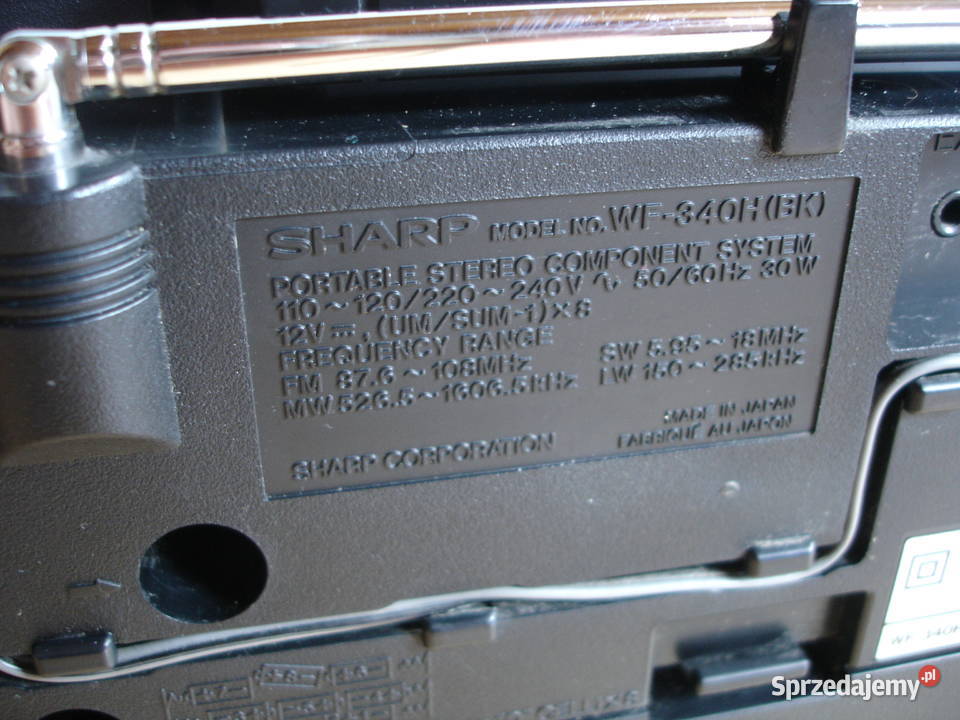 SHARP MODEL NO. WF-340H(BK)
PORTABLE STEREO COMPONENT SYSTEM
110~120/220~240V ∿ 50/60Hz 30W
12V⎓, (UM/SUM-1)×8
FREQUENCY RANGE
FM 87.6~108MHz SW 5.95~18MHz
MW 526.5~1606.5kHz LW 150~285kHz
MADE IN JAPAN
SHARP CORPORATION FABRIQUÉ AU JAPON
Sprzedajemy.pl